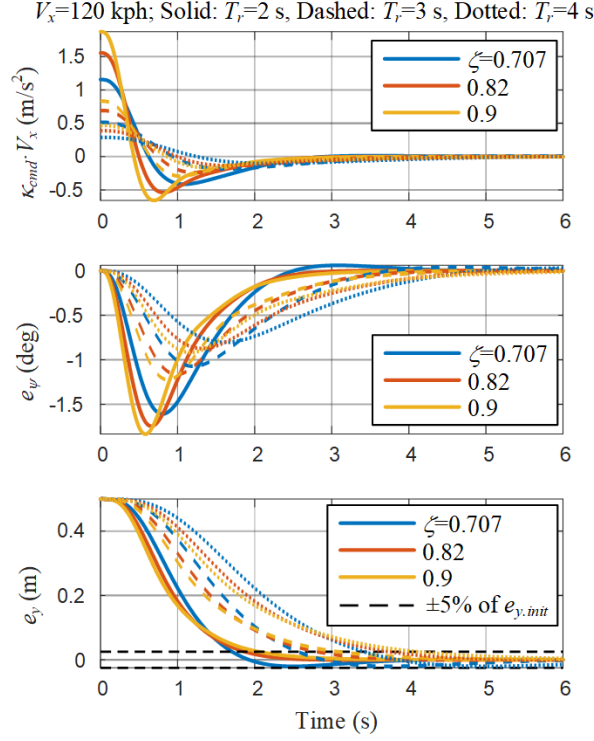 Vx=120 kph; Solid: Tr=2 s, Dashed: Tr=3 s, Dotted: Tr=4 s
κcmd·Vx (m/s²)
1.5
1
0.5
0
-0.5
ζ=0.707
0.82
0.9
0 1 2 3 4 5 6
eψ (deg)
0
-0.5
-1
-1.5
ζ=0.707
0.82
0.9
0 1 2 3 4 5 6
ey (m)
0.4
0.2
0
ζ=0.707
0.82
0.9
±5% of ey.init
0 1 2 3 4 5 6
Time (s)